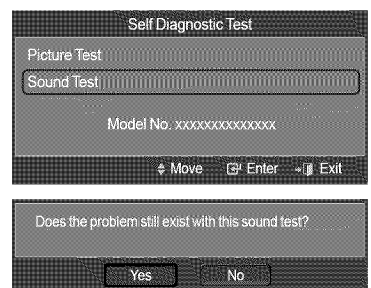 Self Diagnostic Test
Picture Test
Sound Test
Model No. xxxxxxxxxxxxxx
Move Enter Exit
Does the problem still exist with this sound test?
Yes No